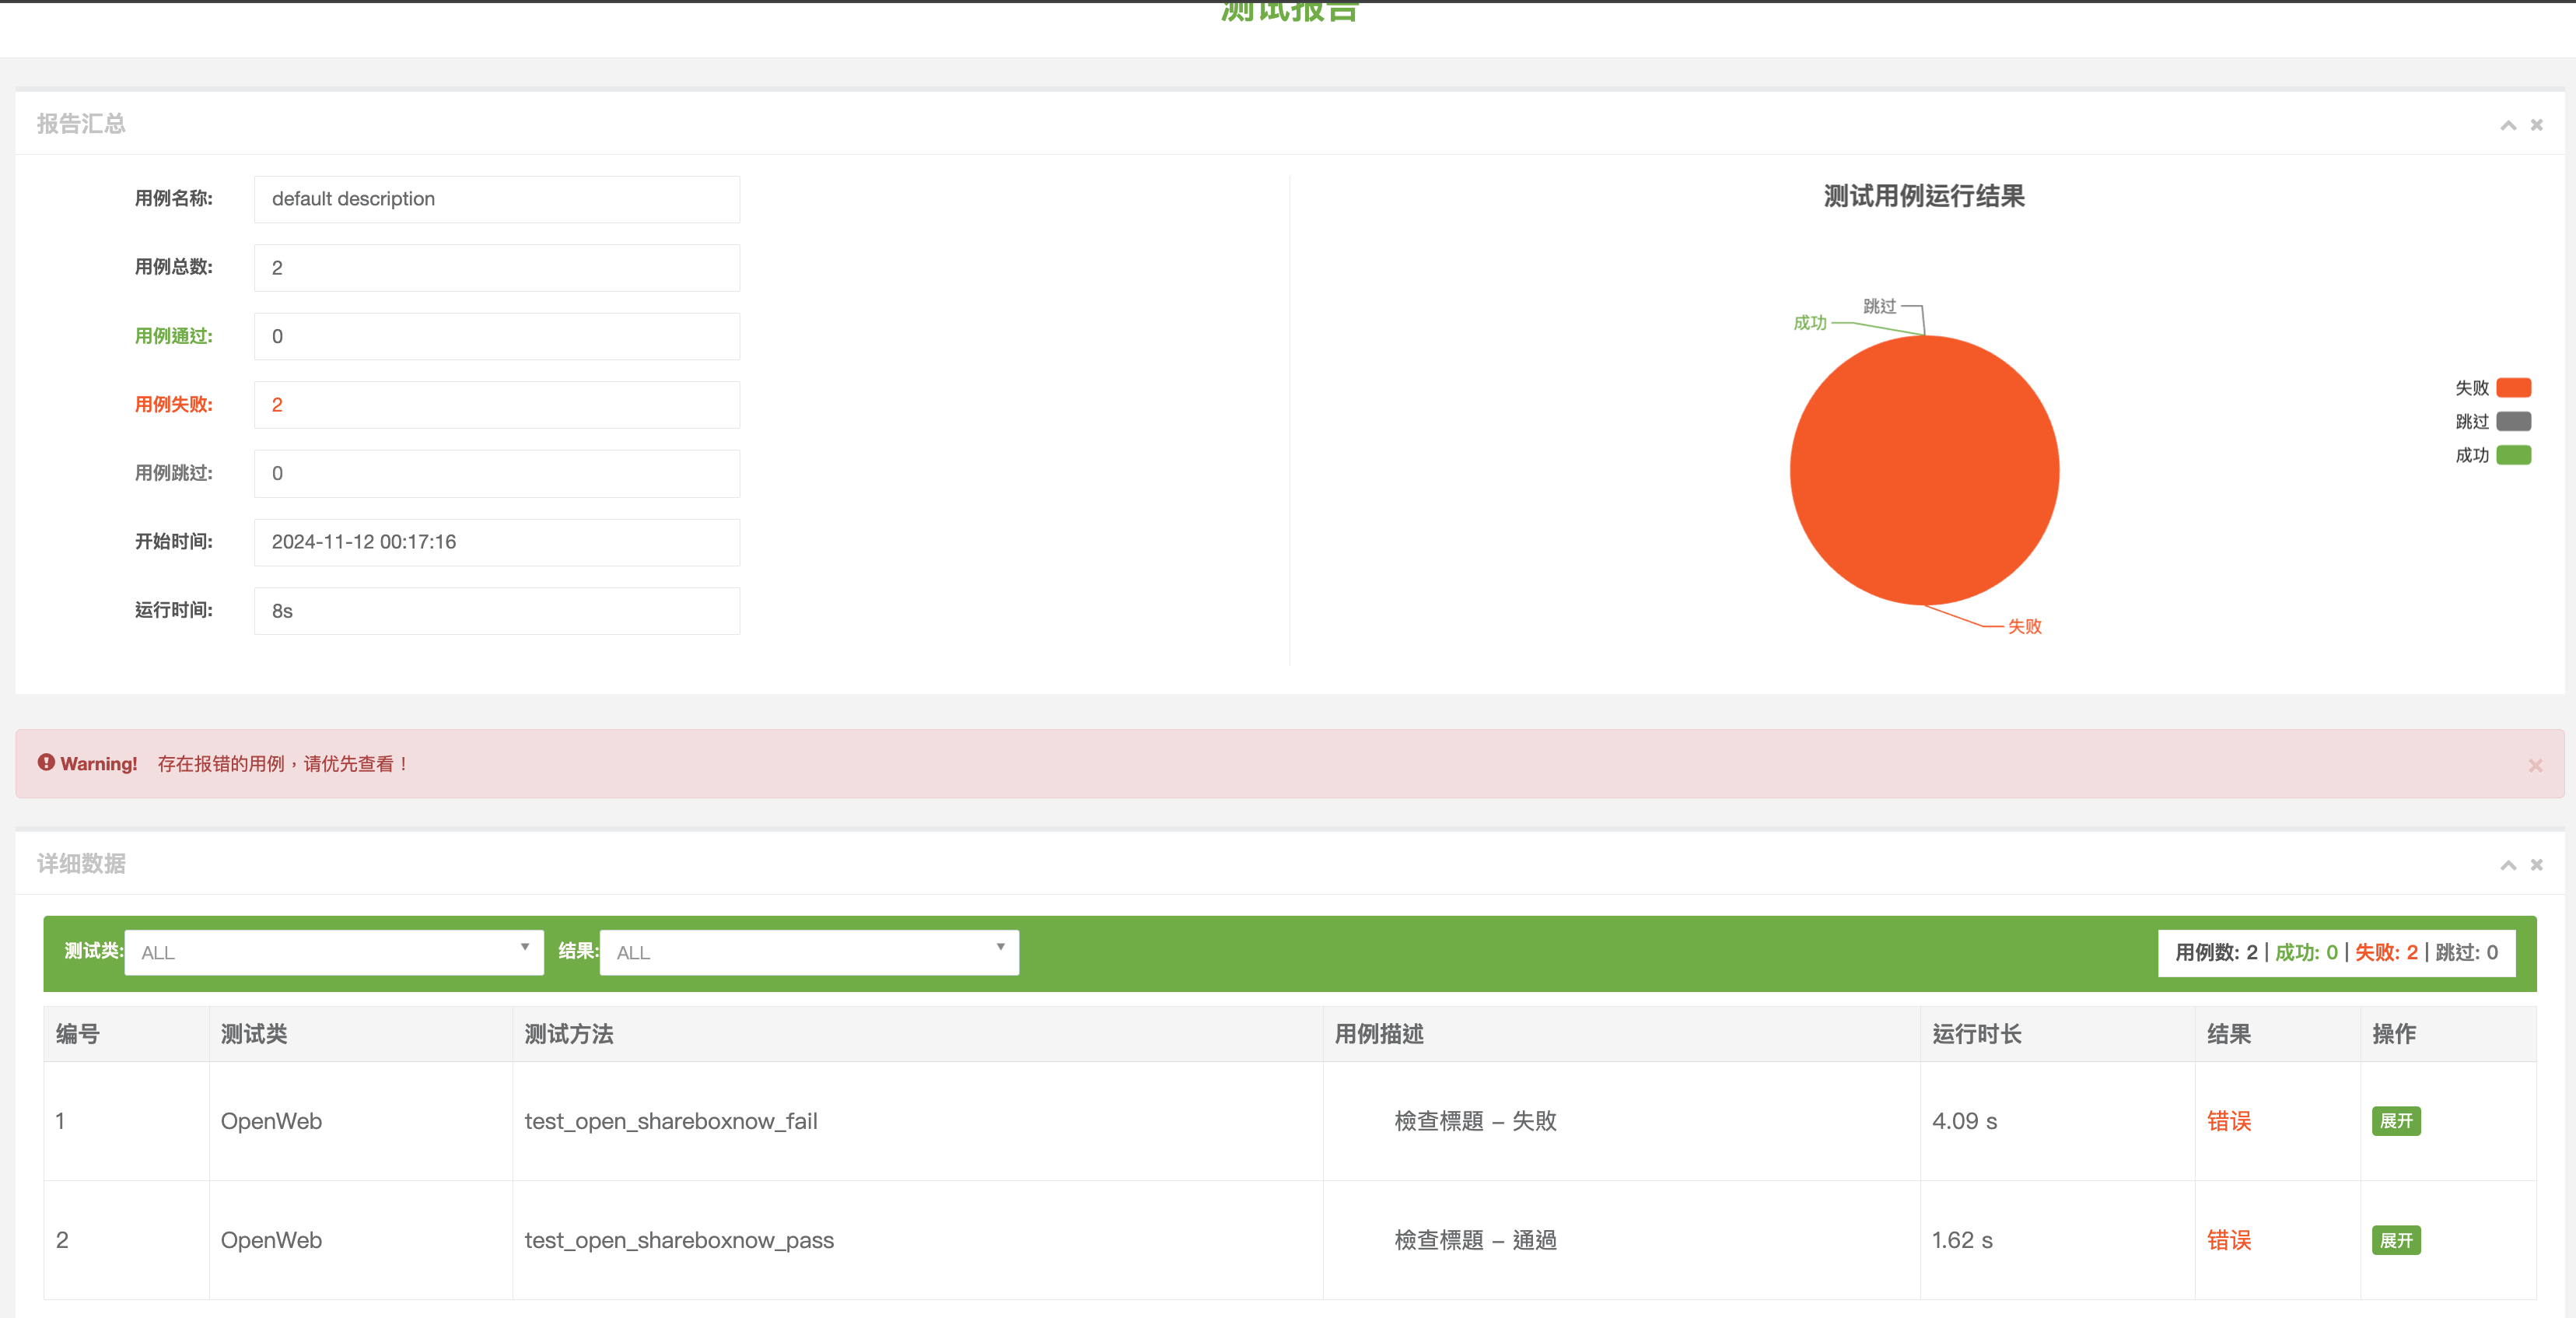 测试报告
报告汇总
用例名称: default description
用例总数: 2
用例通过: 0
用例失败: 2
用例跳过: 0
开始时间: 2024-11-12 00:17:16
运行时间: 8s
测试用例运行结果
跳过
成功
失败
失败
跳过
成功
Warning! 存在报错的用例，请优先查看！
详细数据
测试类: ALL 结果: ALL 用例数: 2 | 成功: 0 | 失败: 2 | 跳过: 0
编号 测试类 测试方法 用例描述 运行时长 结果 操作
1 OpenWeb test_open_shareboxnow_fail 檢查標題 – 失敗 4.09 s 错误 展开
2 OpenWeb test_open_shareboxnow_pass 檢查標題 – 通過 1.62 s 错误 展开